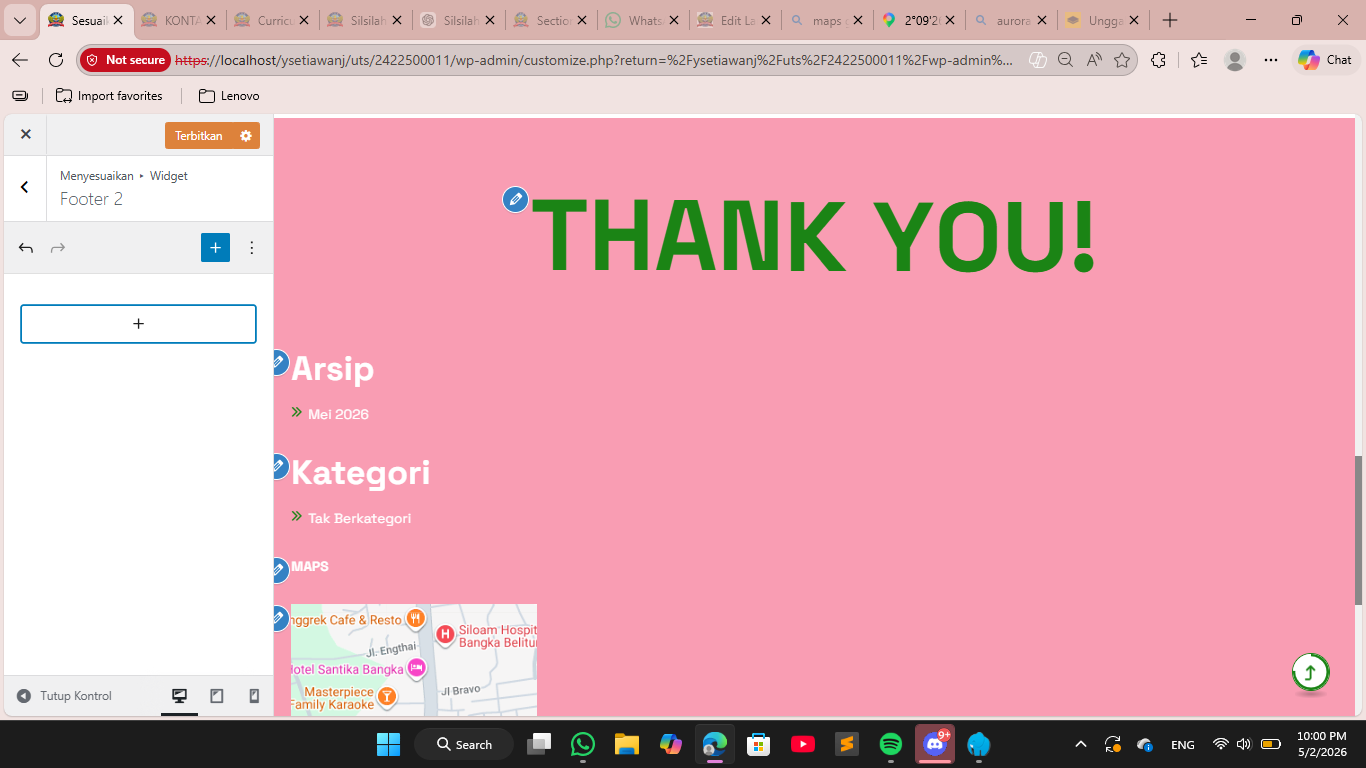 Sesuai
KONTA
Curricu
Silsilah
Silsilah
Section
Whats
Edit La
maps
2°09'2
aurora
Ungga
Not secure
https://localhost/ysetiawanj/uts/2422500011/wp-admin/customize.php?return=%2Fysetiawanj%2Futs%2F2422500011%2Fwp-admin%...
Chat
Import favorites
Lenovo
Terbitkan
Menyesuaikan ▸ Widget
Footer 2
THANK YOU!
Arsip
Mei 2026
Kategori
Tak Berkategori
MAPS
nggrek Cafe & Resto
Siloam Hospit
Bangka Belitu
Jl. Engthai
Hotel Santika Bangka
Jl Bravo
Masterpiece
Family Karaoke
Tutup Kontrol
Search
9+
ENG
10:00 PM
5/2/2026